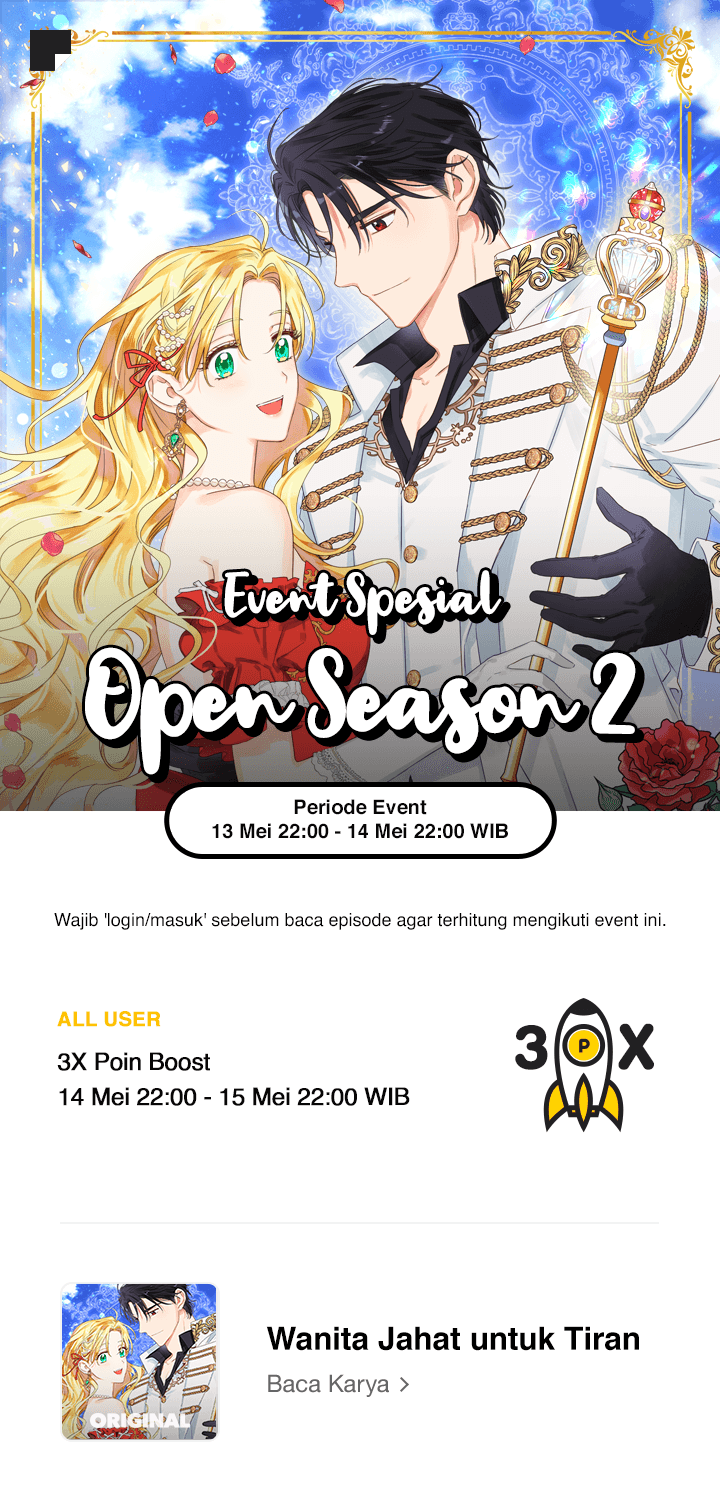 Event Spesial
Open Season 2
Periode Event
13 Mei 22:00 - 14 Mei 22:00 WIB
Wajib 'login/masuk' sebelum baca episode agar terhitung mengikuti event ini.
ALL USER
3X Poin Boost
14 Mei 22:00 - 15 Mei 22:00 WIB
3 P X
Wanita Jahat untuk Tiran
Baca Karya >
ORIGINAL